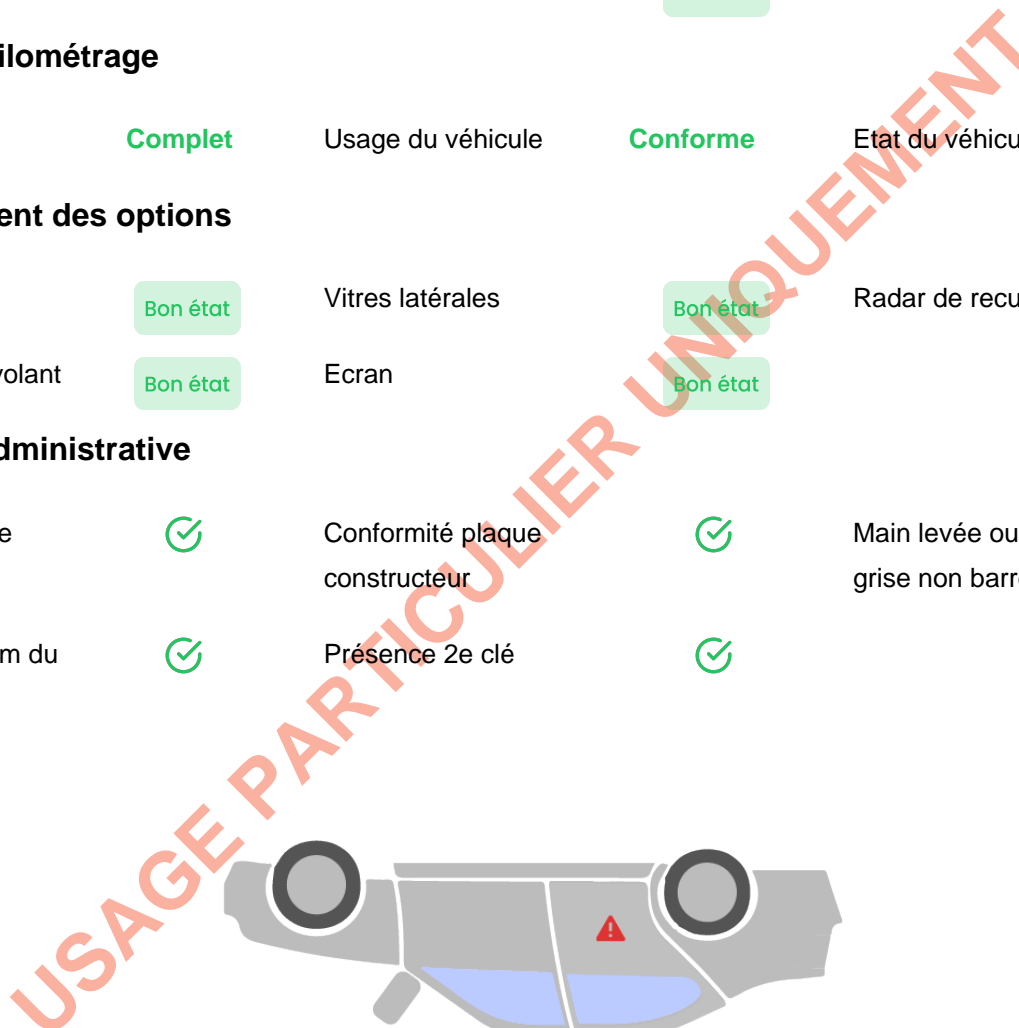 ilométrage
Complet Usage du véhicule Conforme Etat du véhicu
ent des options
Bon état Vitres latérales Bon état Radar de recu
volant Bon état Ecran Bon état
dministrative
e Conformité plaque Main levée ou
constructeur grise non barr
m du Présence 2e clé
USAGE PARTICULIER UNIQUEMENT